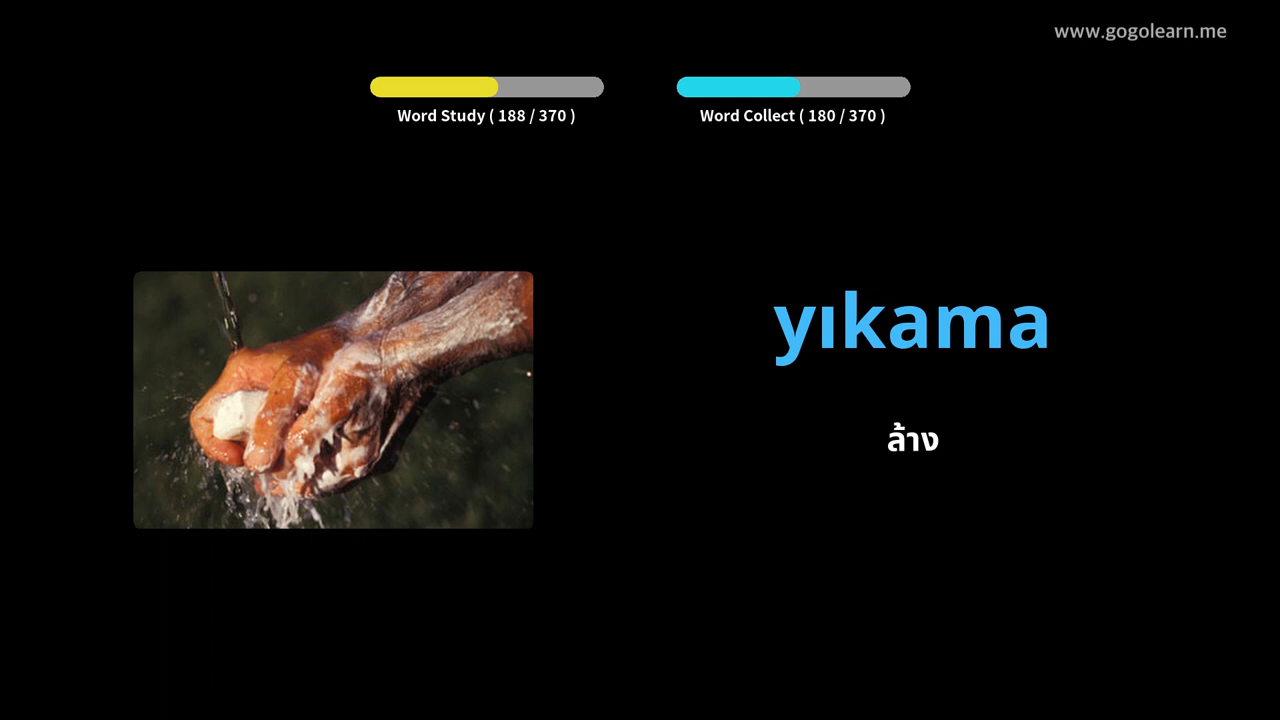 www.gogolearn.me
Word Study ( 188 / 370 )
Word Collect ( 180 / 370 )
yıkama
ล้าง